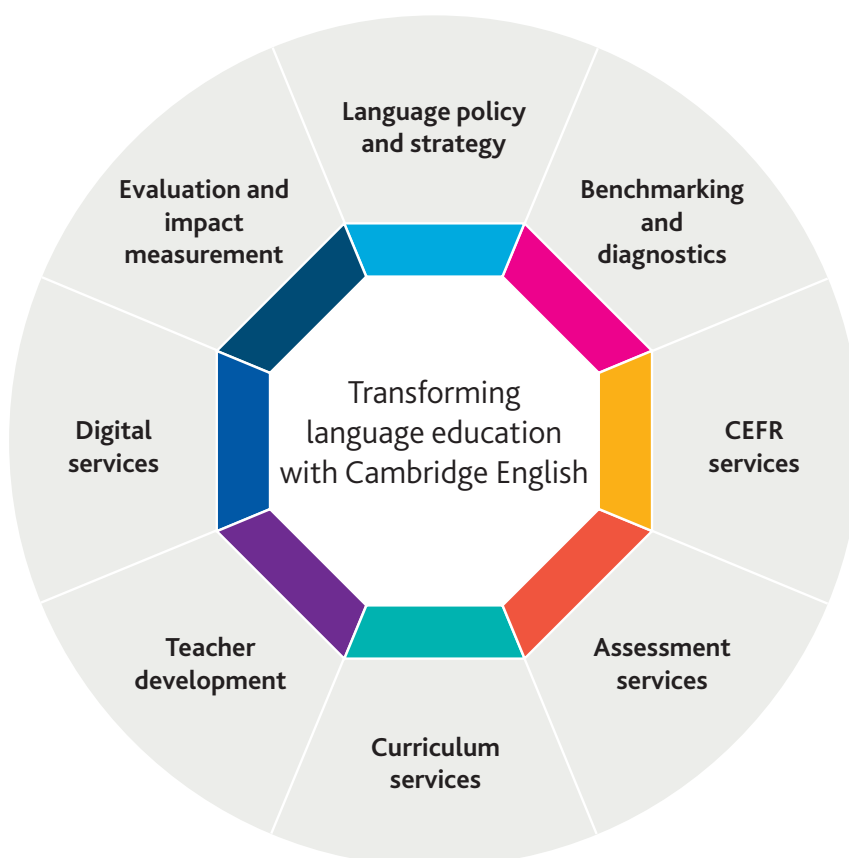 Language policy
and strategy
Benchmarking
and
diagnostics
CEFR
services
Assessment
services
Curriculum
services
Teacher
development
Digital
services
Evaluation and
impact
measurement
Transforming
language education
with Cambridge English